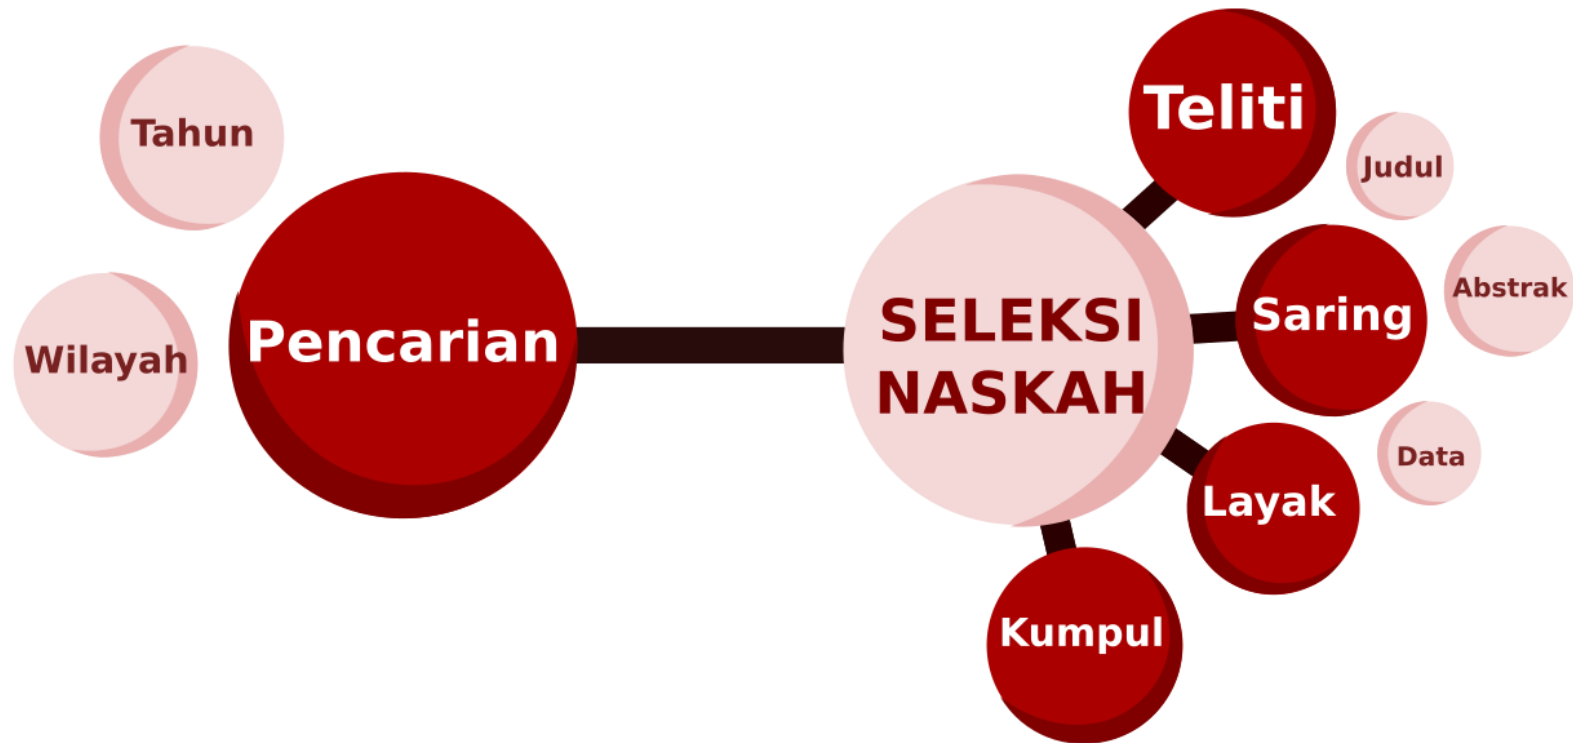 Tahun
Wilayah
Pencarian
SELEKSI
NASKAH
Teliti
Judul
Saring
Abstrak
Layak
Data
Kumpul